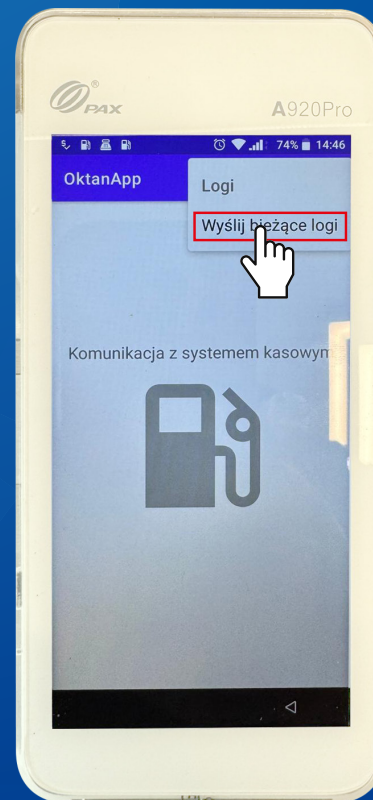 PAX®
A920Pro
74% 14:46
OktanApp
Logi
Wyślij bieżące logi
Komunikacja z systemem kasowym